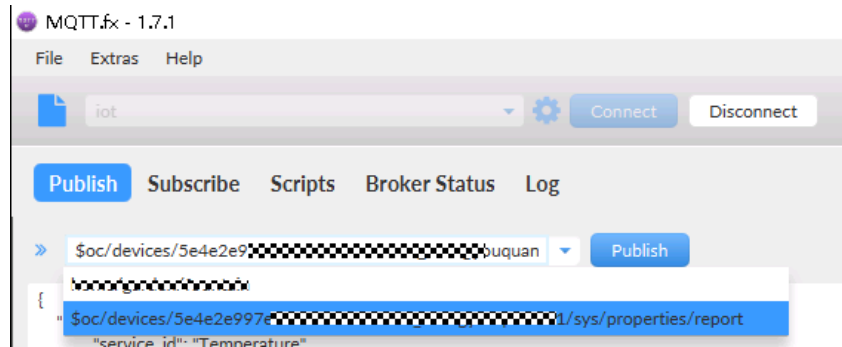 MQTT.fx - 1.7.1
File Extras Help
iot Connect Disconnect
Publish Subscribe Scripts Broker Status Log
$oc/devices/5e4e2e9 buquan Publish
{
$oc/devices/5e4e2e997e 1/sys/properties/report
"service_id": "Temperature"